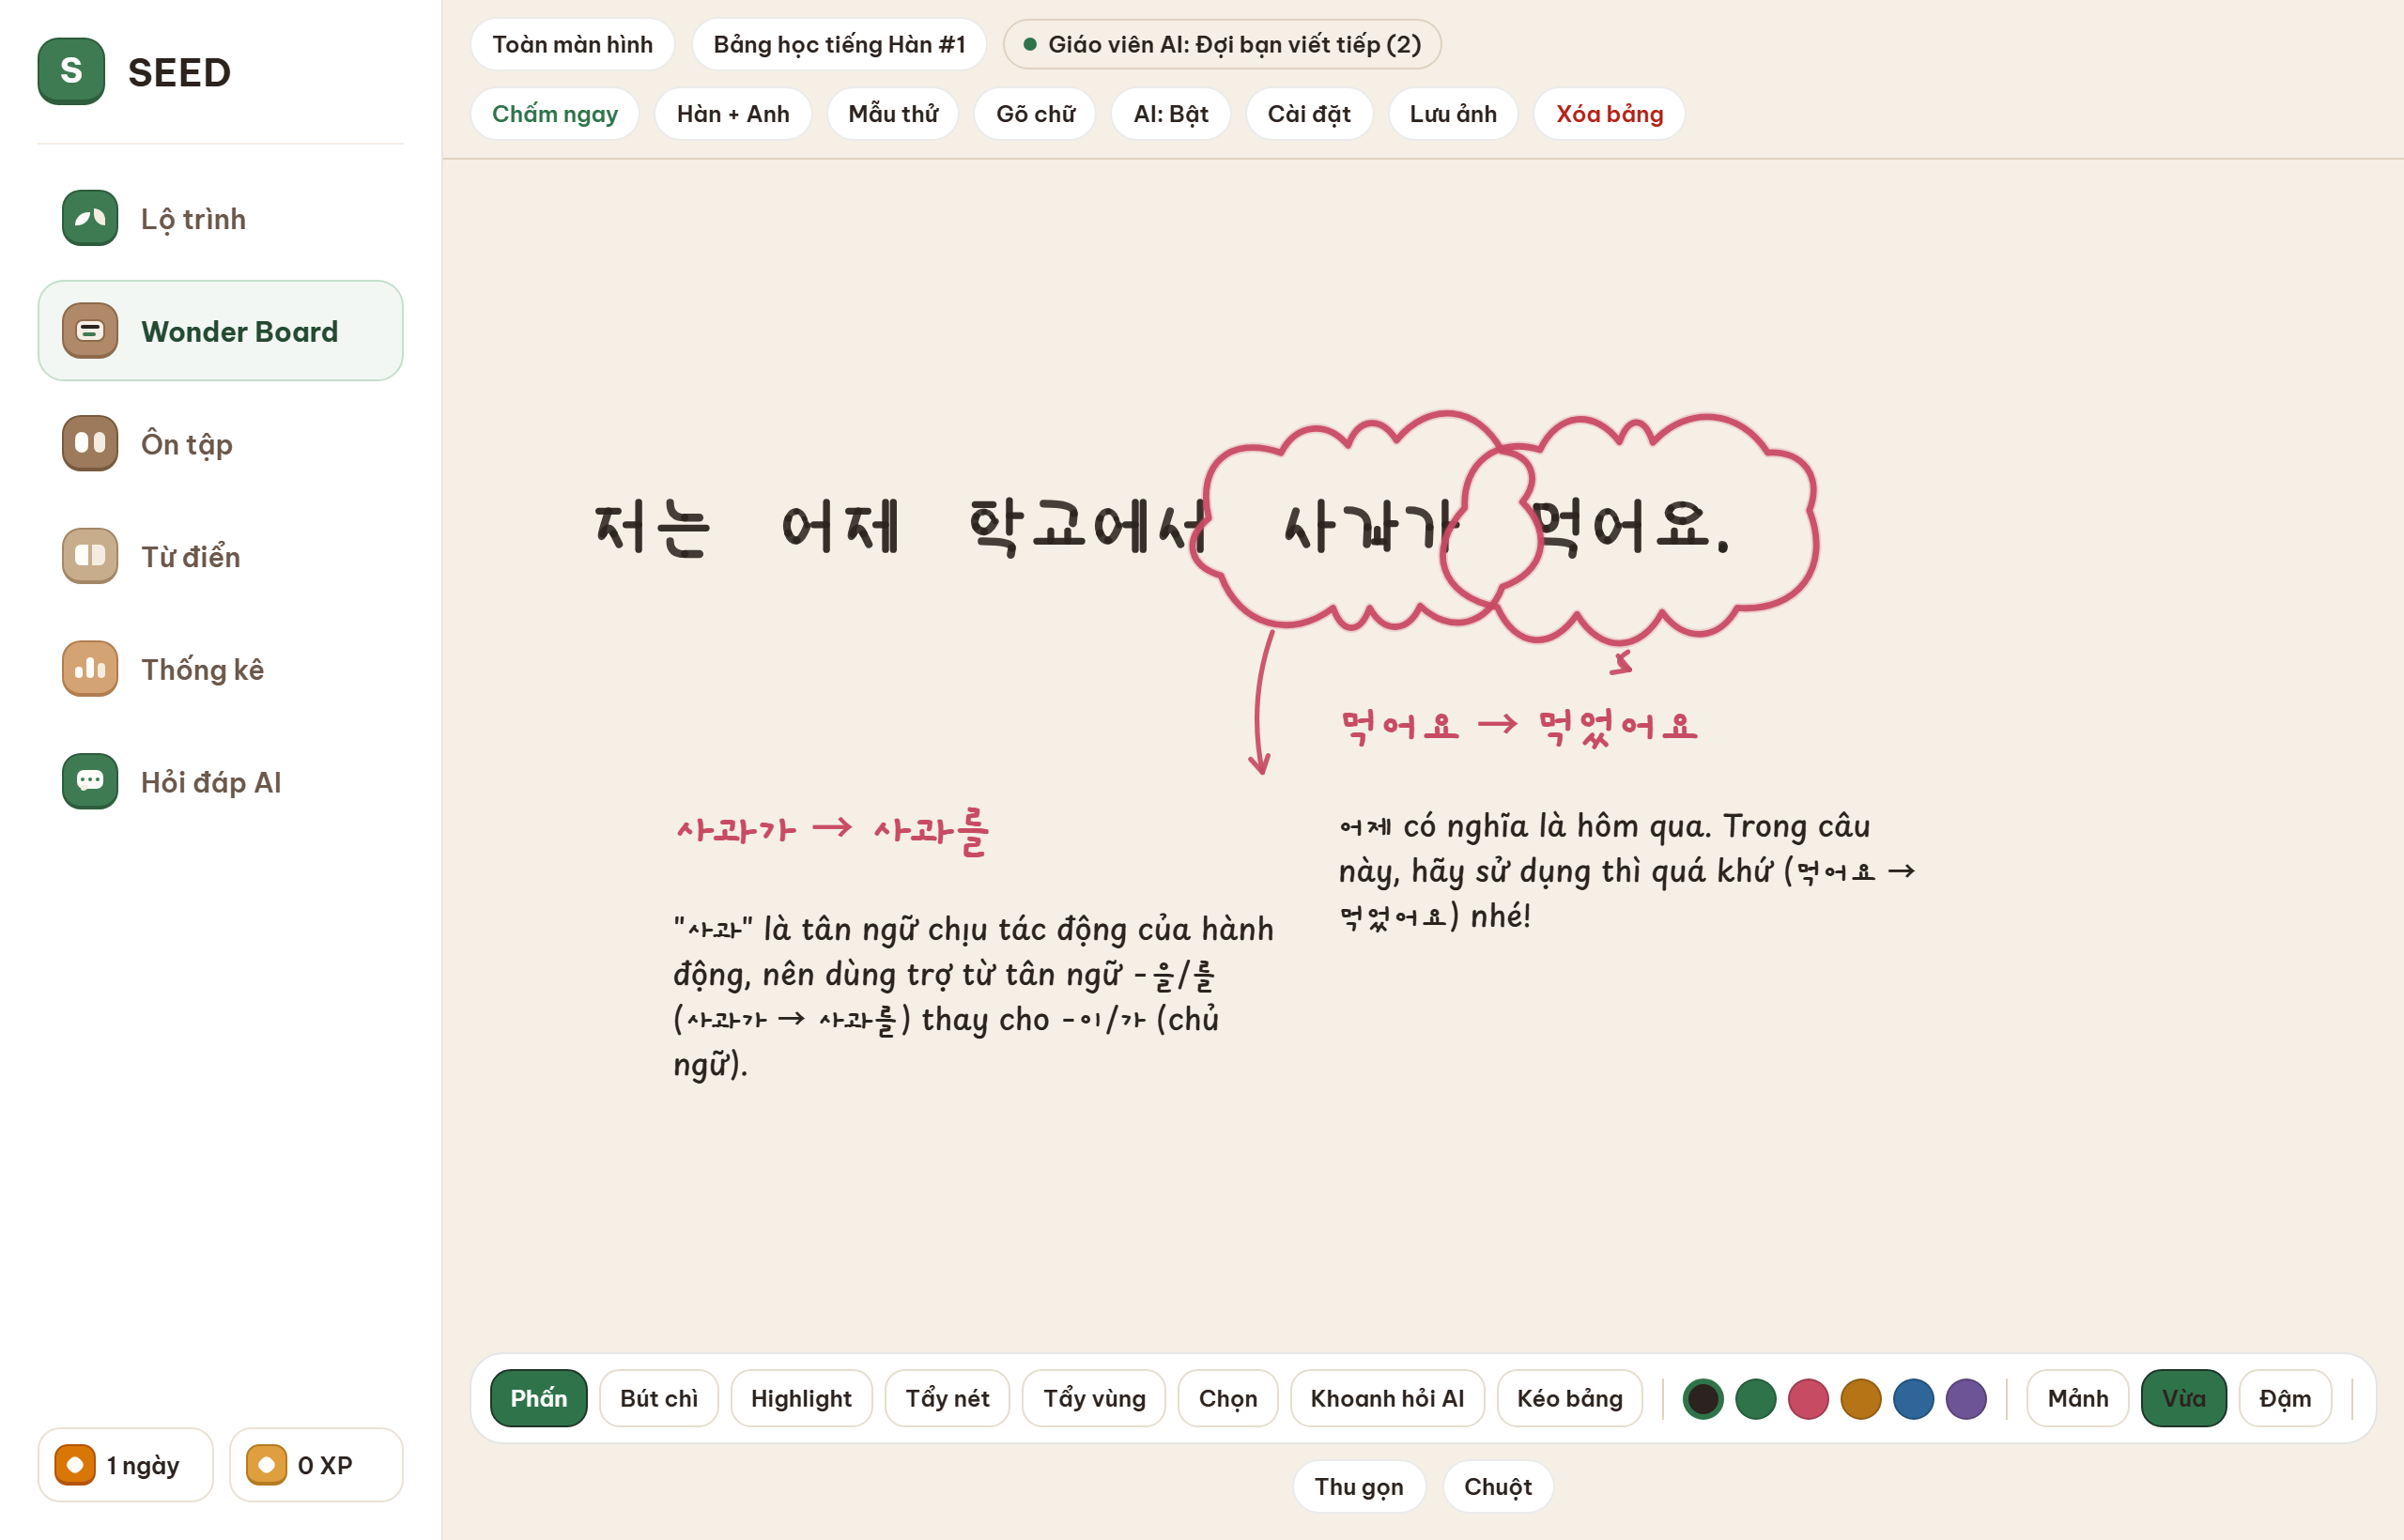 S SEED
Lộ trình
Wonder Board
Ôn tập
Từ điển
Thống kê
Hỏi đáp AI
1 ngày
0 XP
Toàn màn hình
Bảng học tiếng Hàn #1
Giáo viên AI: Đợi bạn viết tiếp (2)
Chấm ngay
Hàn + Anh
Mẫu thử
Gõ chữ
AI: Bật
Cài đặt
Lưu ảnh
Xóa bảng
저는 어제 학교에서 사과가 먹어요.
먹어요 → 먹었어요
어제 có nghĩa là hôm qua. Trong câu
này, hãy sử dụng thì quá khứ (먹어요 →
먹었어요) nhé!
사과가 → 사과를
"사과" là tân ngữ chịu tác động của hành
động, nên dùng trợ từ tân ngữ -을/를
(사과가 → 사과를) thay cho -이/가 (chủ
ngữ).
Phấn
Bút chì
Highlight
Tẩy nét
Tẩy vùng
Chọn
Khoanh hỏi AI
Kéo bảng
Mảnh
Vừa
Đậm
Thu gọn
Chuột